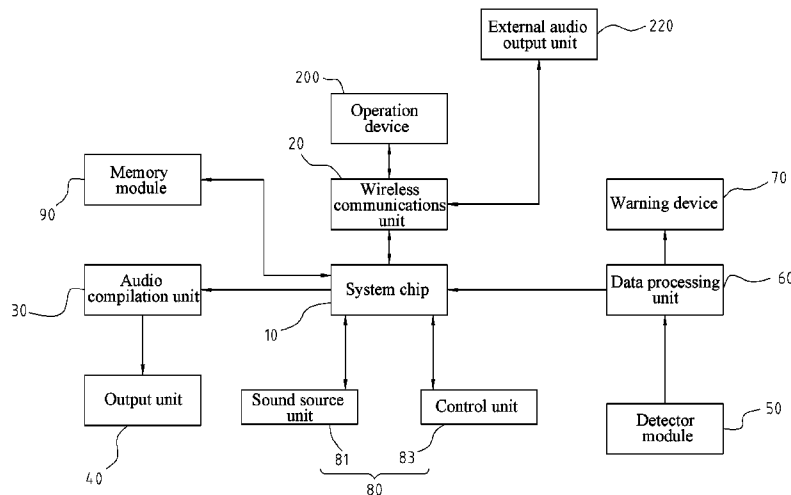 External audio
output unit
220
200
Operation
device
20
Memory
module
90
Wireless
communications
unit
70
Warning device
Audio
compilation unit
30
System chip
10
Data processing
unit
60
Output unit
40
Sound source
unit
81
Control unit
83
80
Detector
module
50